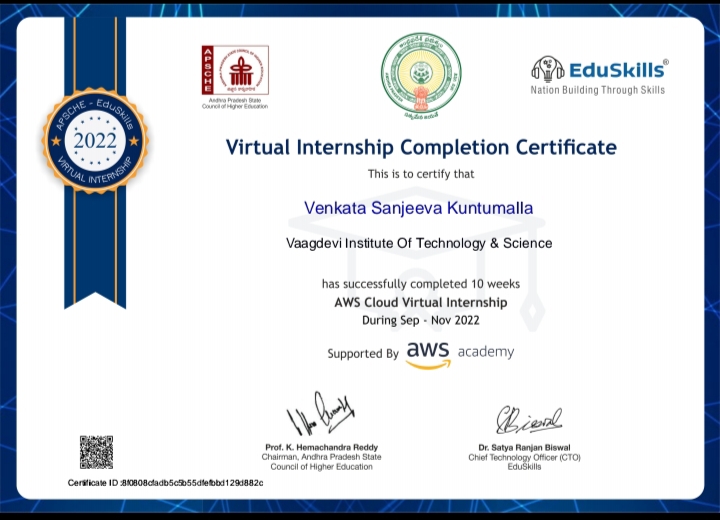 APSCHE
Andhra Pradesh State
Council of Higher Education
EduSkills®
Nation Building Through Skills
APSCHE - EduSkills
2022
VIRTUAL INTERNSHIP
Virtual Internship Completion Certificate
This is to certify that
Venkata Sanjeeva Kuntumalla
Vaagdevi Institute Of Technology & Science
has successfully completed 10 weeks
AWS Cloud Virtual Internship
During Sep - Nov 2022
Supported By aws academy
Prof. K. Hemachandra Reddy
Chairman, Andhra Pradesh State
Council of Higher Education
Dr. Satya Ranjan Biswal
Chief Technology Officer (CTO)
EduSkills
Certificate ID :8f0808cfadb5c5b55dfefbbd129d882c